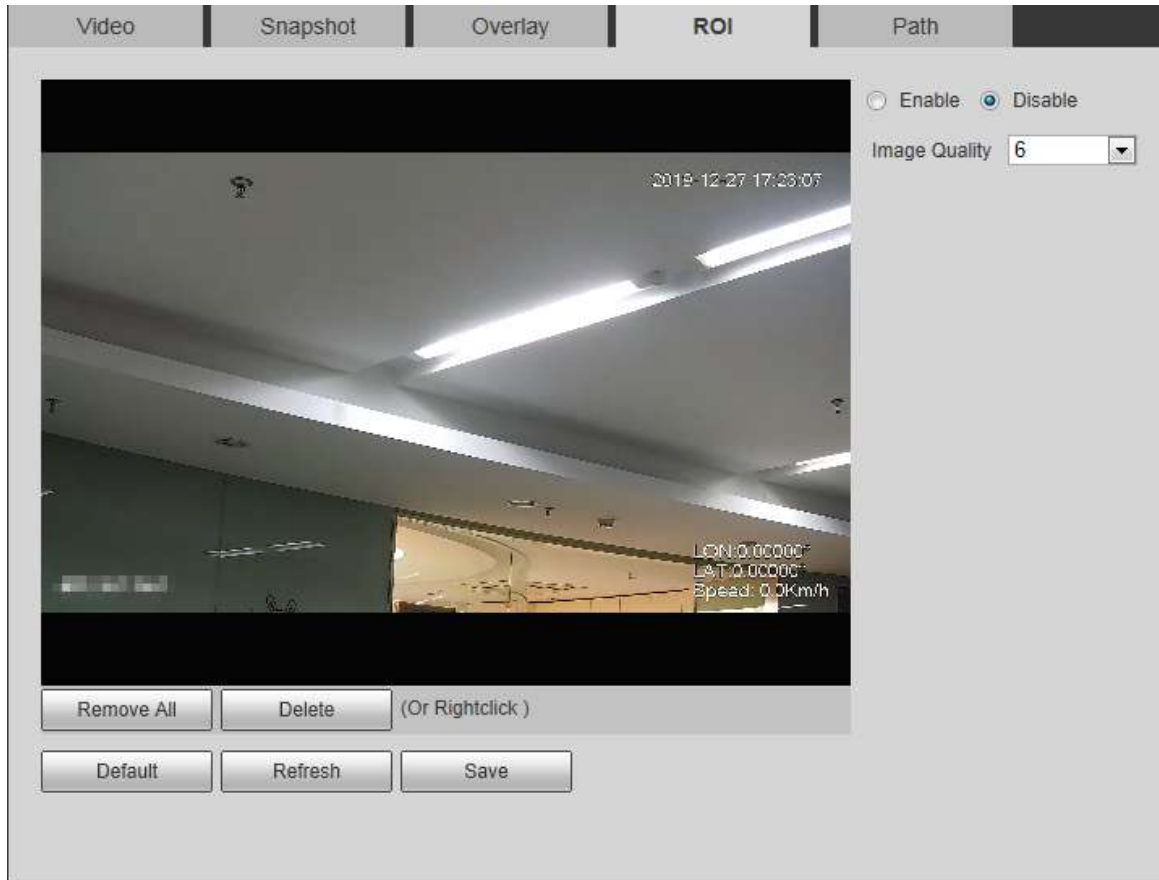 Video Snapshot Overlay ROI Path
Enable Disable
Image Quality 6
2019-12-27 17:23:07
LON:0.00000°
LAT:0.00000°
Speed: 0.0Km/h
Remove All Delete (Or Rightclick )
Default Refresh Save